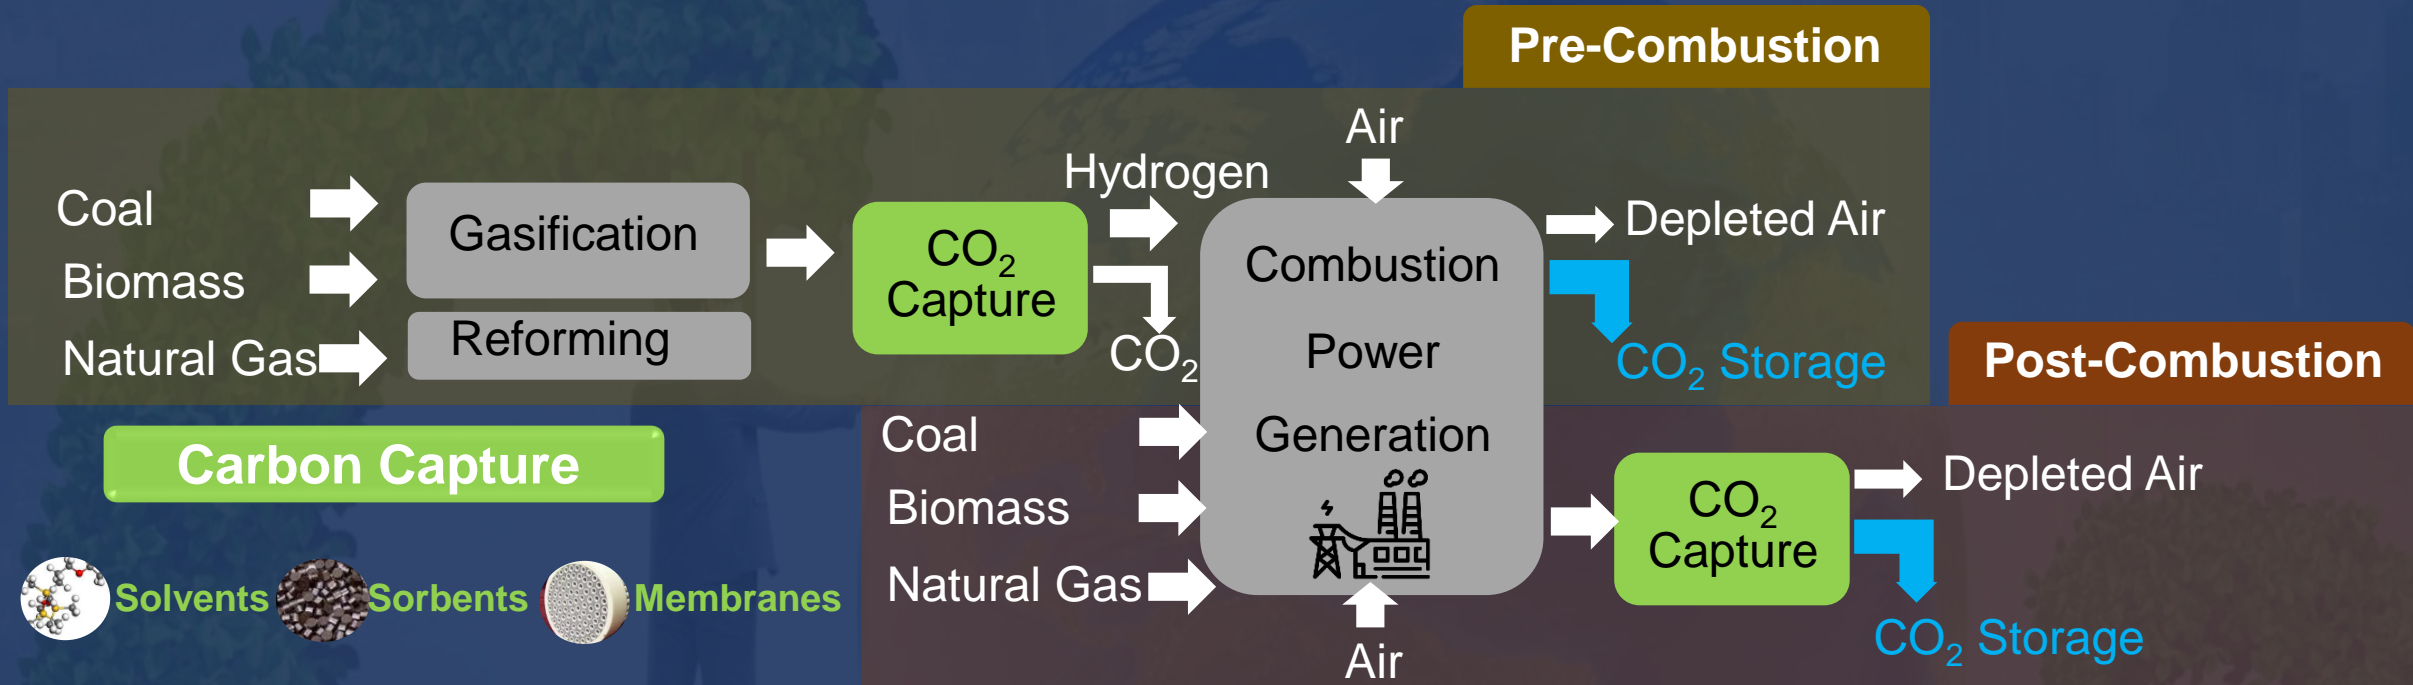 Pre-Combustion
Air
Hydrogen
Coal
Biomass
Natural Gas
Gasification
Reforming
CO₂
Capture
CO₂
Combustion
Power
Generation
Depleted Air
CO₂ Storage
Post-Combustion
Carbon Capture
Solvents
Sorbents
Membranes
Coal
Biomass
Natural Gas
Air
CO₂
Capture
Depleted Air
CO₂ Storage